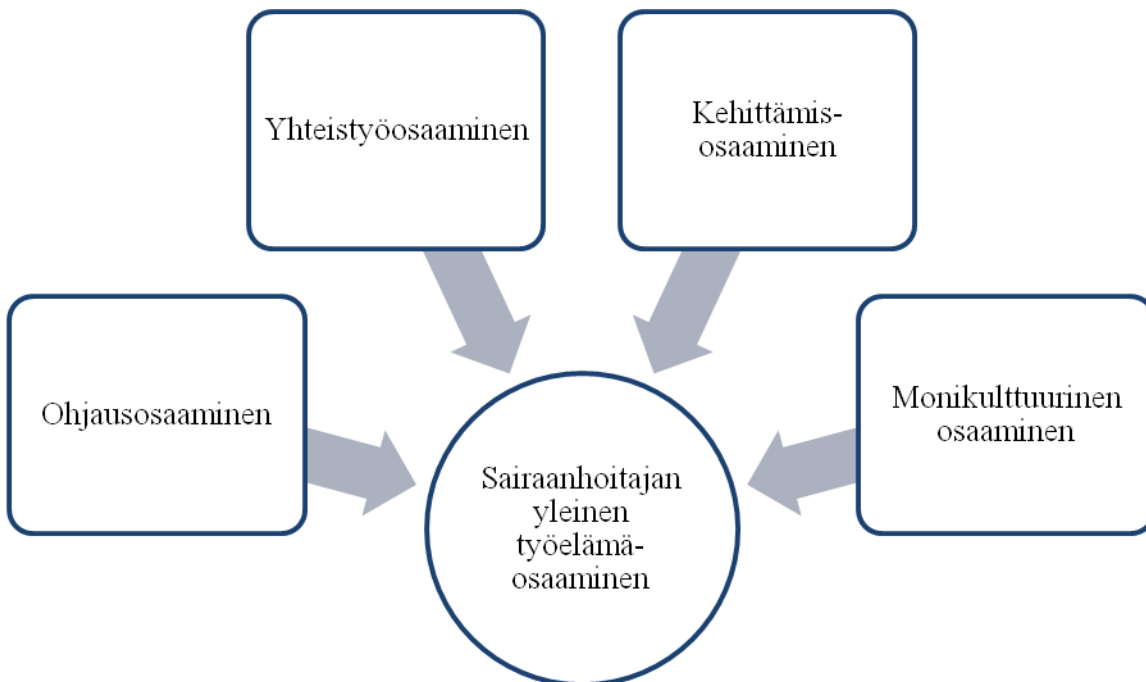 Yhteistyöosaaminen
Kehittämis-
osaaminen
Ohjausosaaminen
Monikulttuurinen
osaaminen
Sairaanhoitajan
yleinen
työelämä-
osaaminen